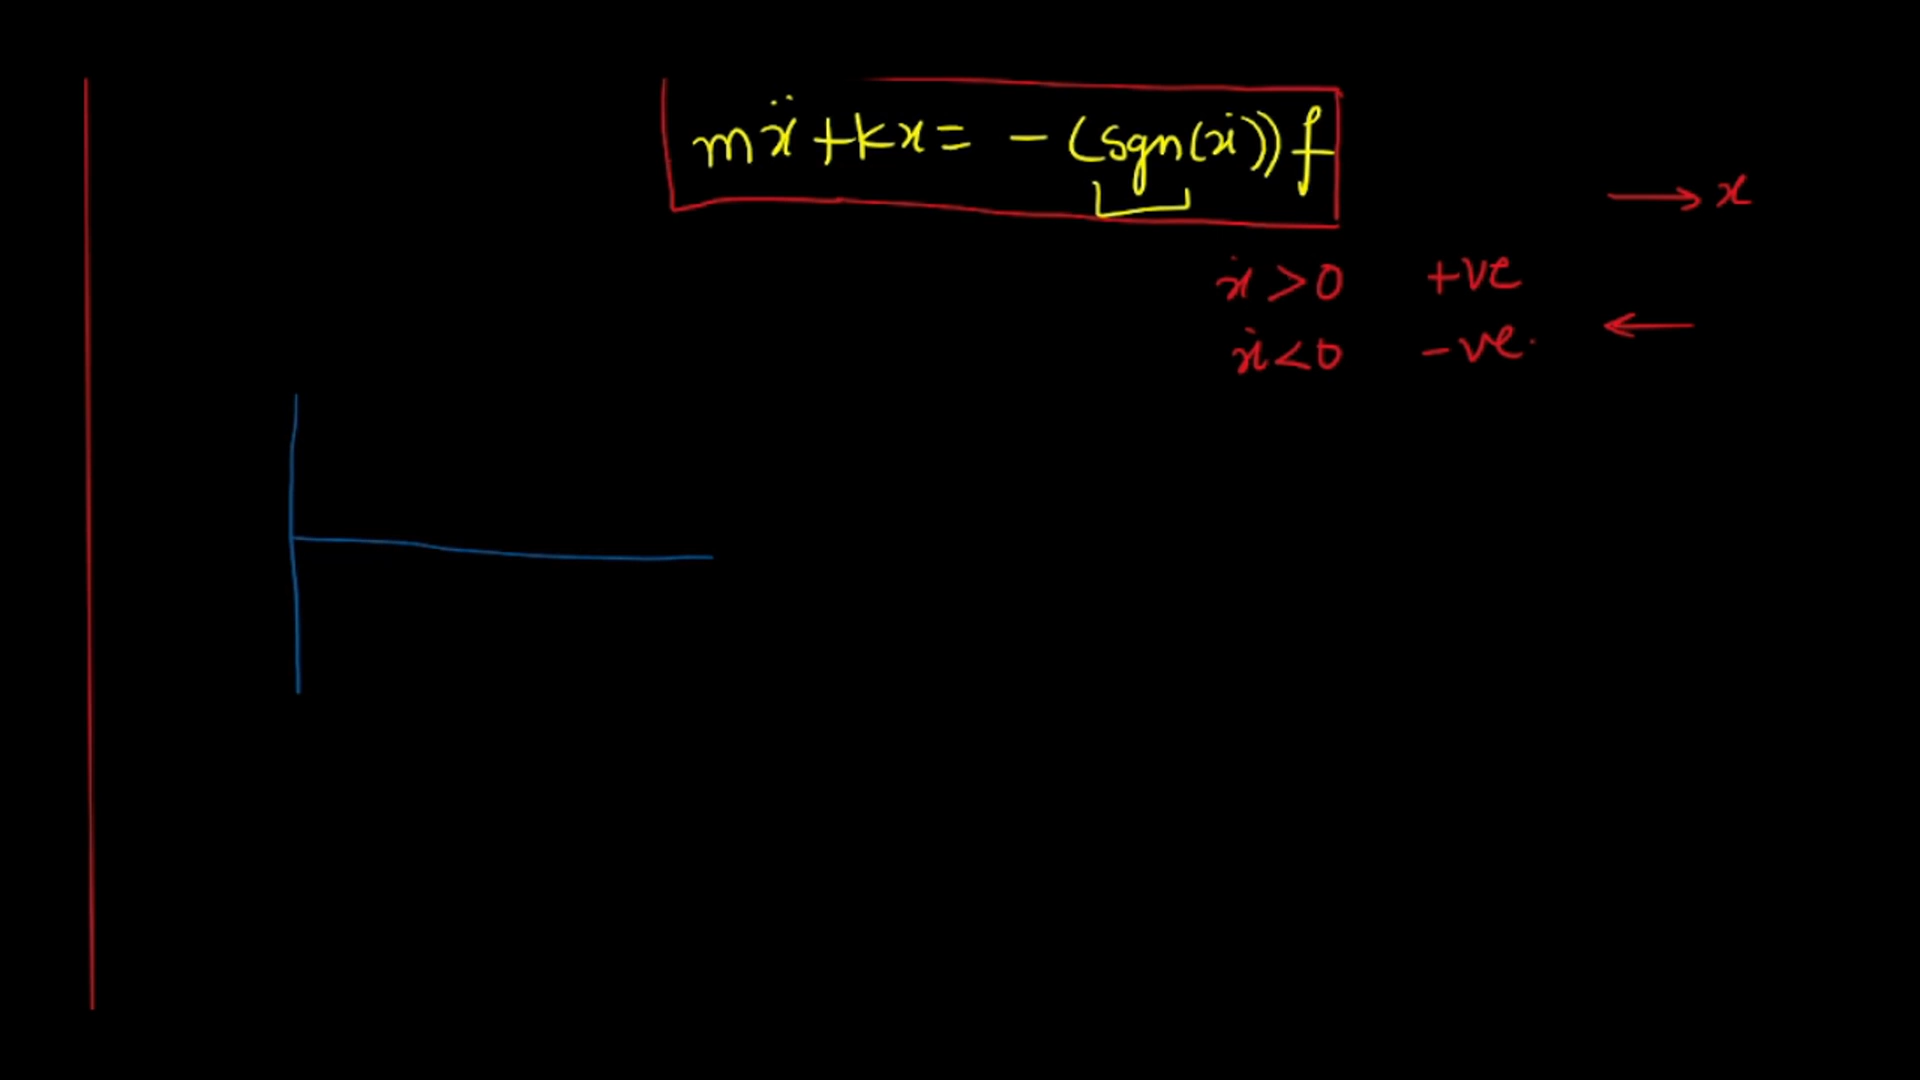 mẍ + kx = - (sgn(ẋ)) f
→ x
ẋ > 0 +ve
ẋ < 0 -ve. ←